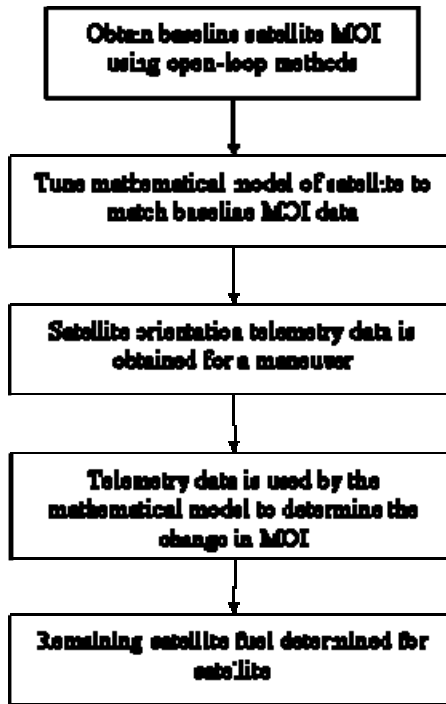 Obtain baseline satellite MOI
using open-loop methods
Tune mathematical model of satellite to
match baseline MOI data
Satellite orientation telemetry data is
obtained for a maneuver
Telemetry data is used by the
mathematical model to determine the
change in MOI
Remaining satellite fuel determined for
satellite